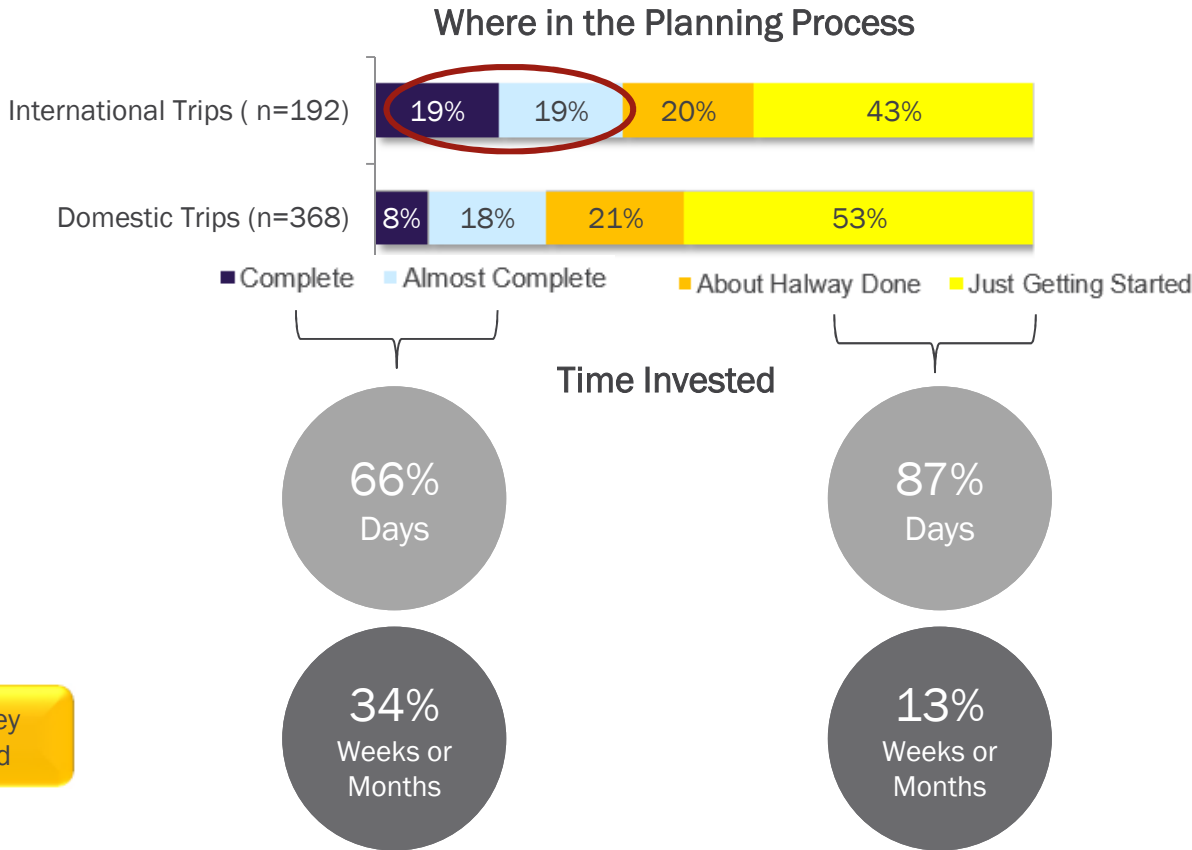 Where in the Planning Process
International Trips ( n=192)
19%
19%
20%
43%
Domestic Trips (n=368)
8%
18%
21%
53%
Complete
Almost Complete
About Halway Done
Just Getting Started
Time Invested
66%
Days
87%
Days
34%
Weeks or
Months
13%
Weeks or
Months